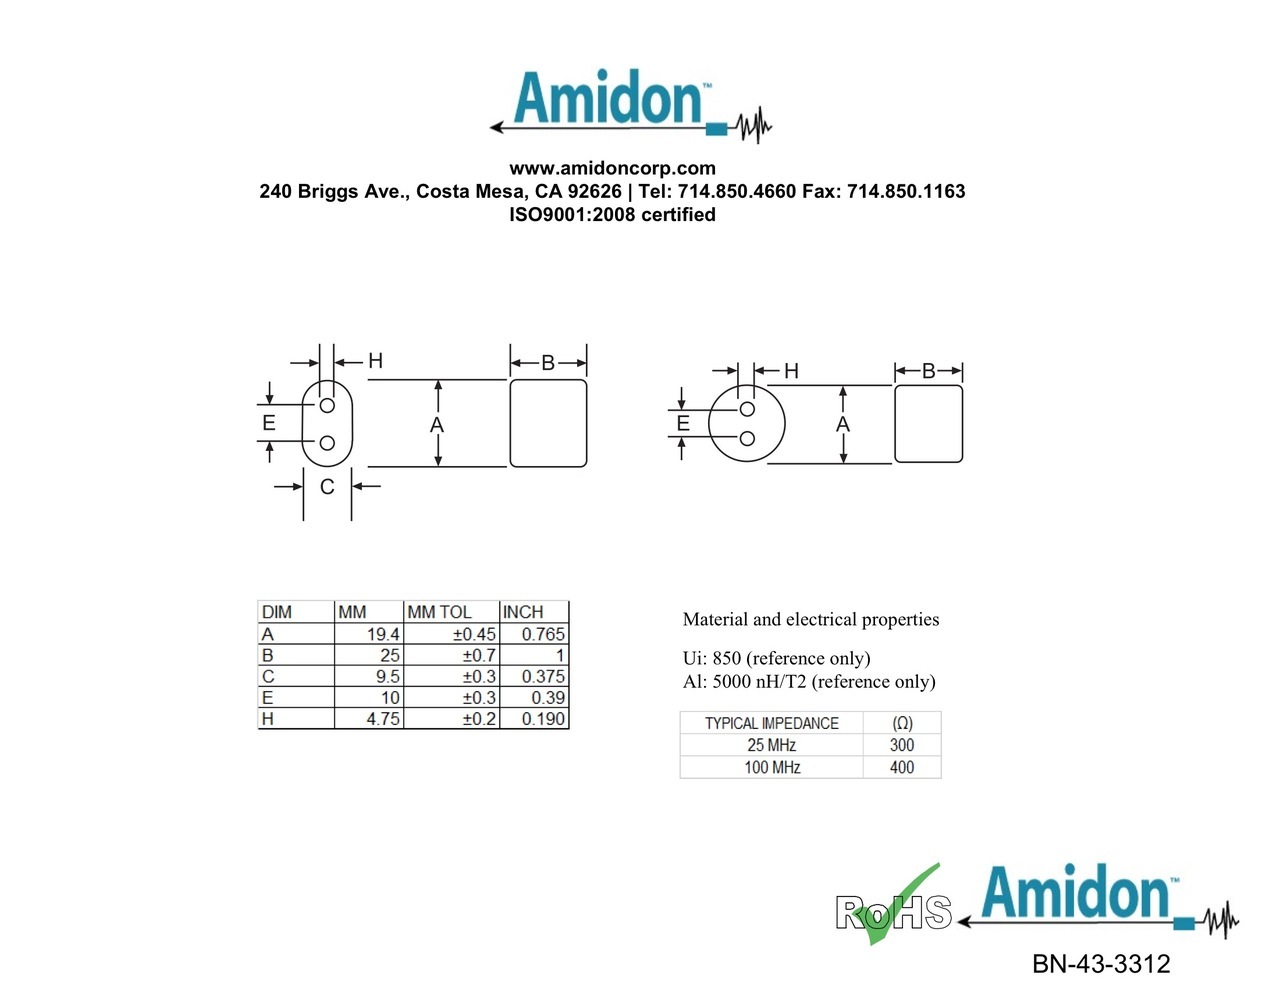 Amidon™
www.amidoncorp.com
240 Briggs Ave., Costa Mesa, CA 92626 | Tel: 714.850.4660 Fax: 714.850.1163
ISO9001:2008 certified
H
B
E
A
C
H
B
E
A
DIM MM MM TOL INCH
A 19.4 ±0.45 0.765
B 25 ±0.7 1
C 9.5 ±0.3 0.375
E 10 ±0.3 0.39
H 4.75 ±0.2 0.190
Material and electrical properties
Ui: 850 (reference only)
Al: 5000 nH/T2 (reference only)
TYPICAL IMPEDANCE (Ω)
25 MHz 300
100 MHz 400
RoHS
Amidon™
BN-43-3312